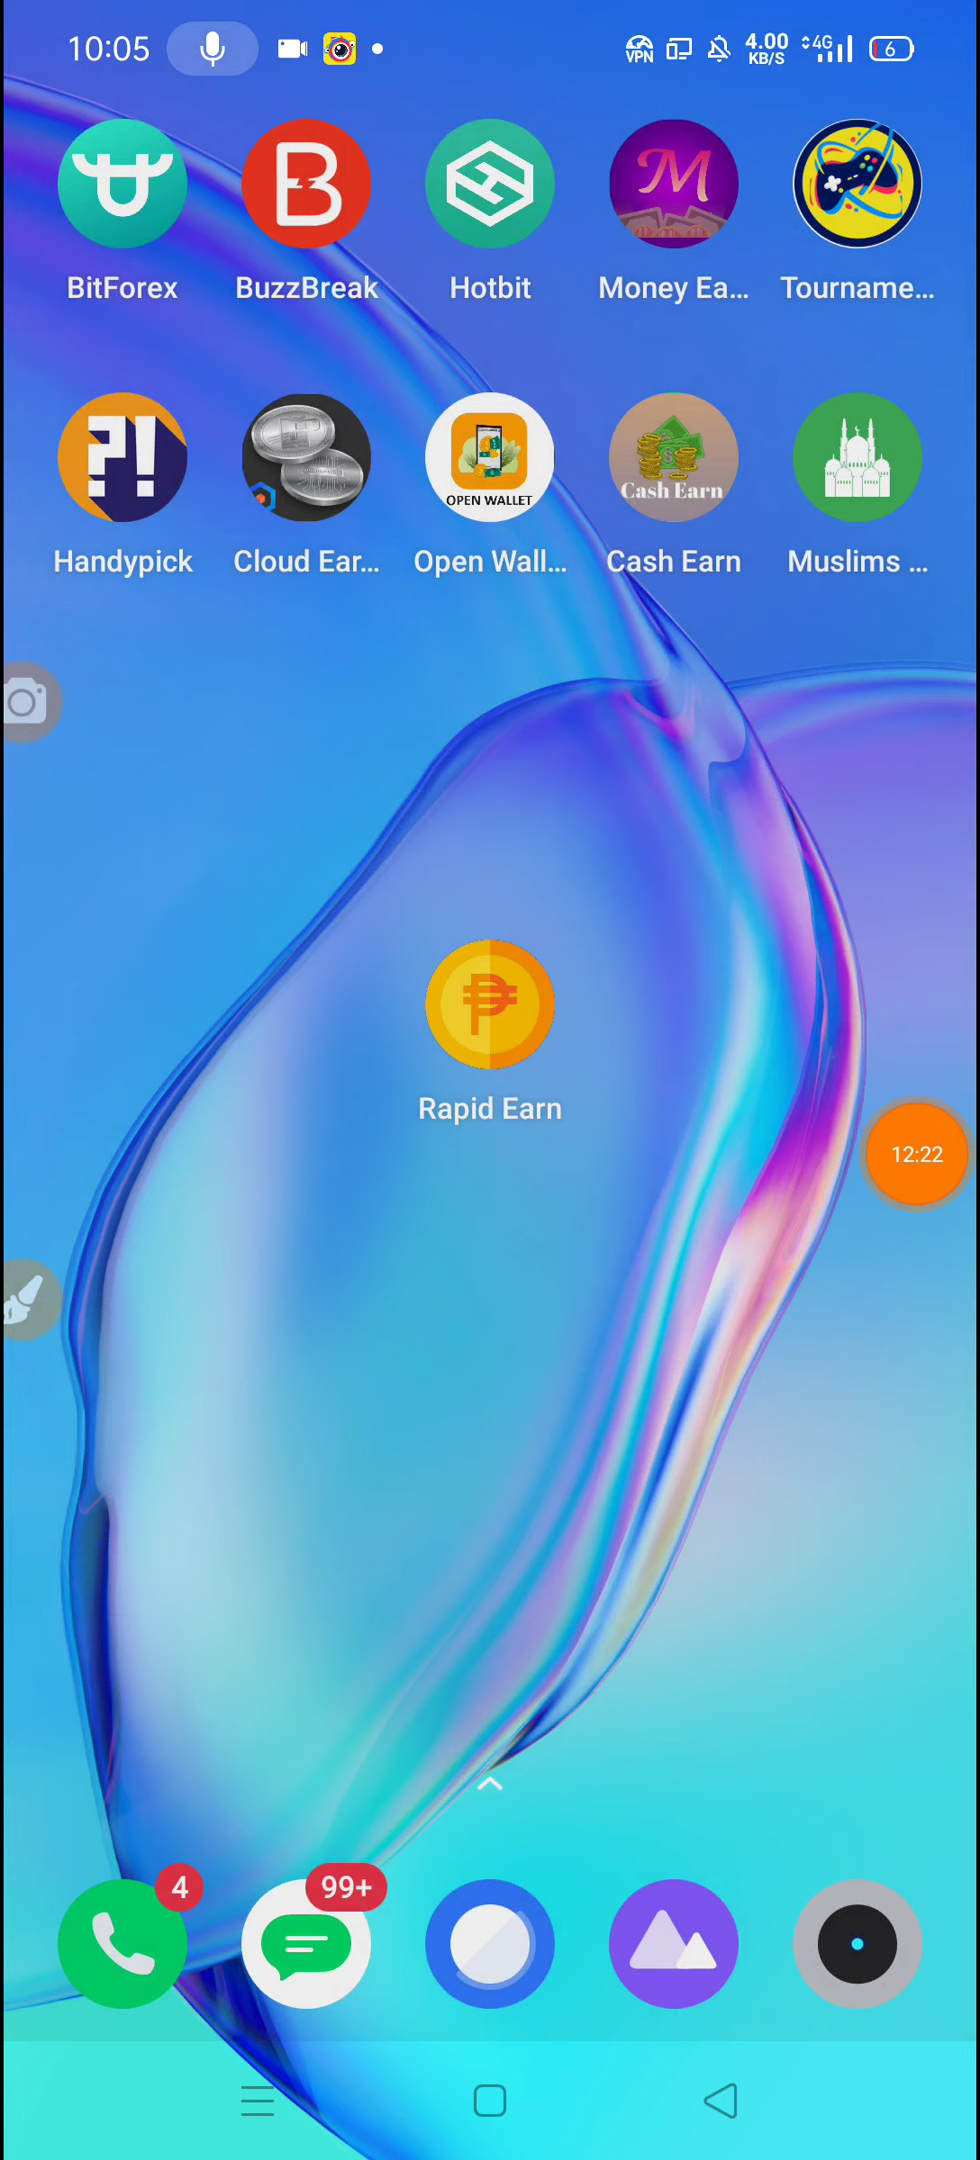 10:05
VPN
4.00
KB/S
4G
6
BitForex
BuzzBreak
Hotbit
M
Money Ea...
Tourname...
?!
Handypick
Cloud Ear...
OPEN WALLET
Open Wall...
Cash Earn
Cash Earn
Muslims ...
₱
Rapid Earn
12:22
4
99+